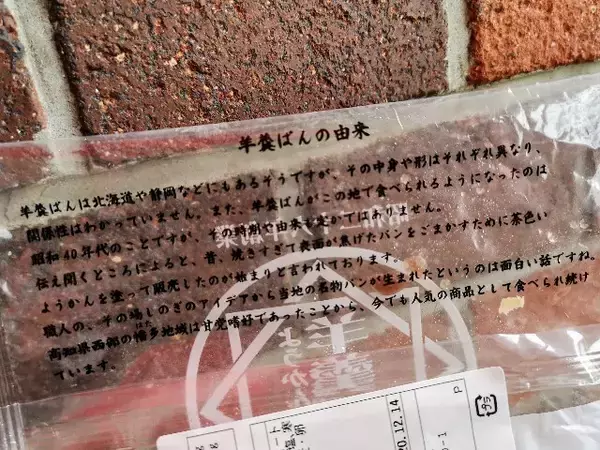 羊羹ぱんの由来
羊羹ぱんは北海道や静岡などにもあるそうですが、その中身や形はそれぞれ異なり、
関係性はわかっていません。また、羊羹ぱんがこの地で食べられるようになったのは
昭和40年代のことですが、その時期や由来も定かではありません。
伝え聞くところによると、昔、焼きすぎて表面が焦げたパンをごまかすために茶色い
ようかんを塗って販売したのが始まりと言われております。
職人の、その場しのぎのアイデアから当地の名物パンが生まれたというのは面白い話ですね。
高知県西部の幡多地域は甘党嗜好であったことから、今でも人気の商品として食べられ続け
ています。
はた
20.12.14
P
プラ